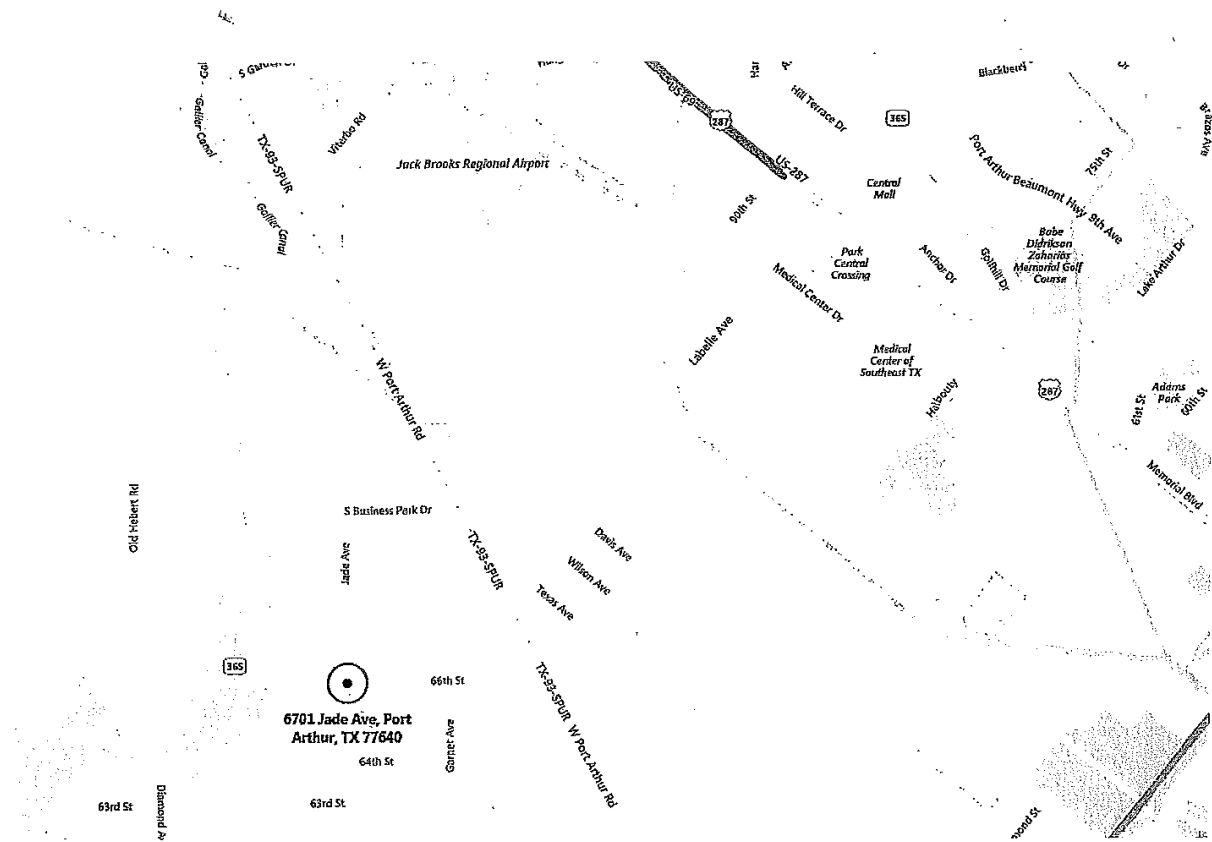 S Garden Dr
Gallier Canal
TX-93-SPUR
Viterbo Rd
Gallier Canal
Jack Brooks Regional Airport
US-69
287
US-287
Hill Terrace Dr
365
Blackberr
Port Arthur Beaumont Hwy
9th Ave
75th St
Central
Mall
90th St
Park
Central
Crossing
Medical Center Dr
Anchor Dr
Golfhill Dr
Babe
Didrikson
Zaharias
Memorial Golf
Course
Lake Arthur Dr
Labelle Ave
Medical
Center of
Southeast TX
Halbouty
287
61st St
Adams
Park
60th St
Memorial Blvd
W Port Arthur Rd
Old Hebert Rd
S Business Park Dr
Jade Ave
TX-93-SPUR
Davis Ave
Wilson Ave
Texas Ave
365
66th St
6701 Jade Ave, Port
Arthur, TX 77640
Garnet Ave
64th St
TX-93-SPUR
W Port Arthur Rd
63rd St
Diamond Av
63rd St
mond St